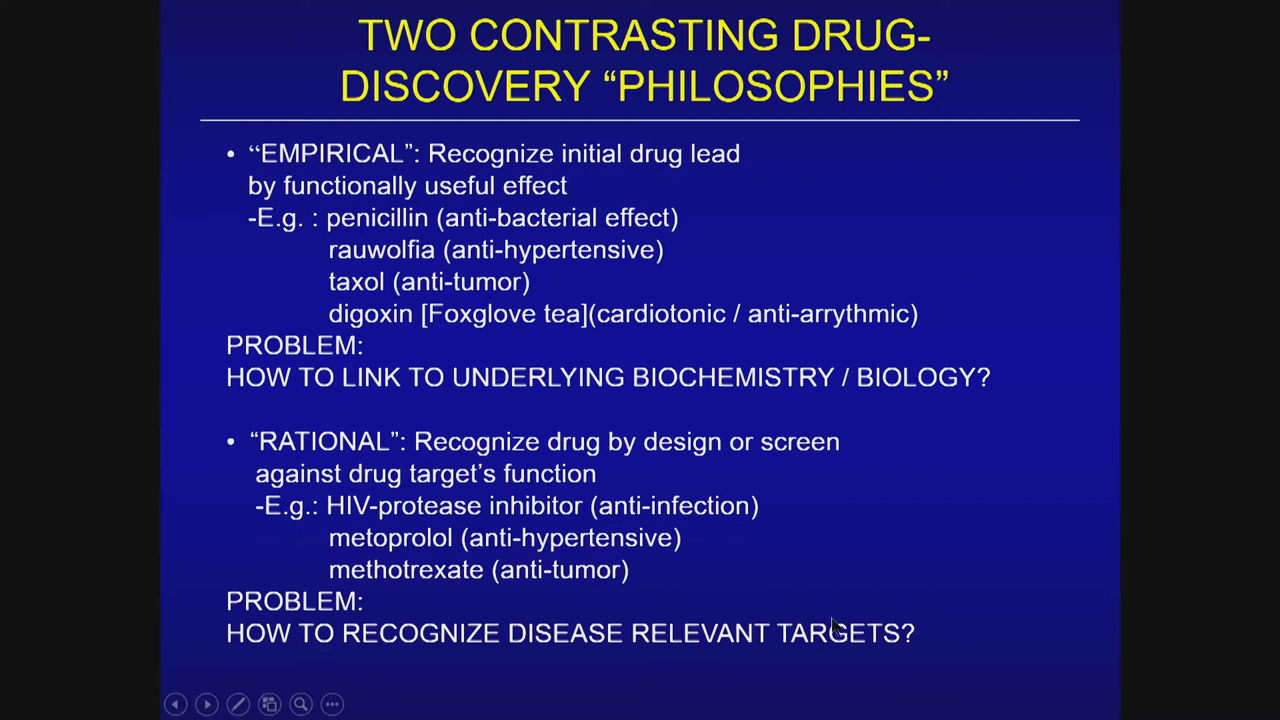 TWO CONTRASTING DRUG-
DISCOVERY “PHILOSOPHIES”
• “EMPIRICAL”: Recognize initial drug lead
by functionally useful effect
-E.g. : penicillin (anti-bacterial effect)
rauwolfia (anti-hypertensive)
taxol (anti-tumor)
digoxin [Foxglove tea](cardiotonic / anti-arrythmic)
PROBLEM:
HOW TO LINK TO UNDERLYING BIOCHEMISTRY / BIOLOGY?
• “RATIONAL”: Recognize drug by design or screen
against drug target’s function
-E.g.: HIV-protease inhibitor (anti-infection)
metoprolol (anti-hypertensive)
methotrexate (anti-tumor)
PROBLEM:
HOW TO RECOGNIZE DISEASE RELEVANT TARGETS?